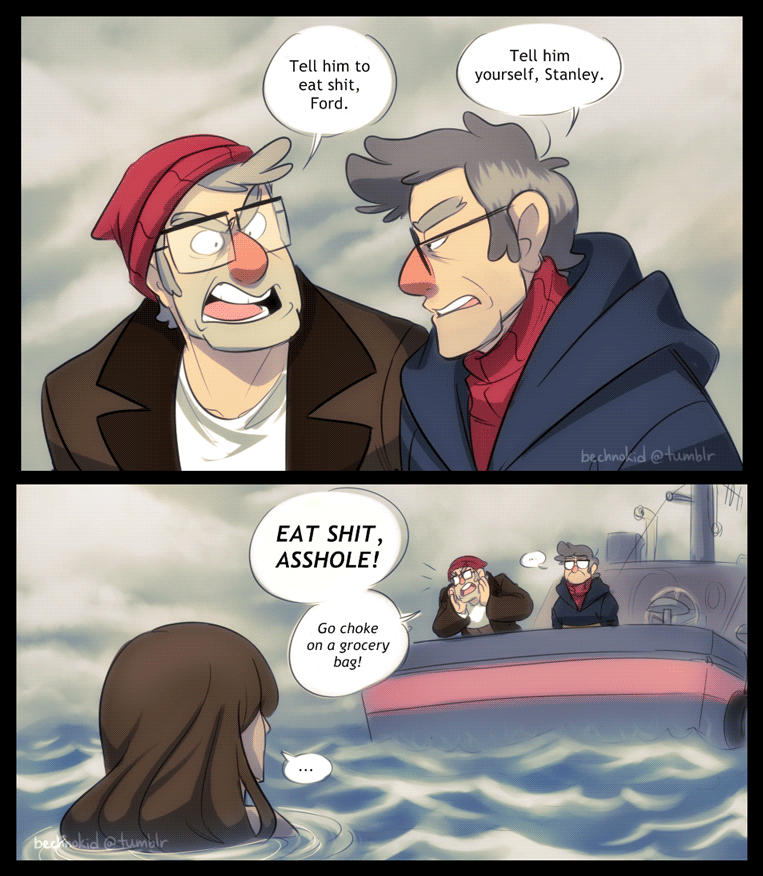 Tell him to
eat shit,
Ford.
Tell him
yourself, Stanley.
bechnokid @tumblr
EAT SHIT,
ASSHOLE!
...
Go choke
on a grocery
bag!
...
bechnokid @tumblr